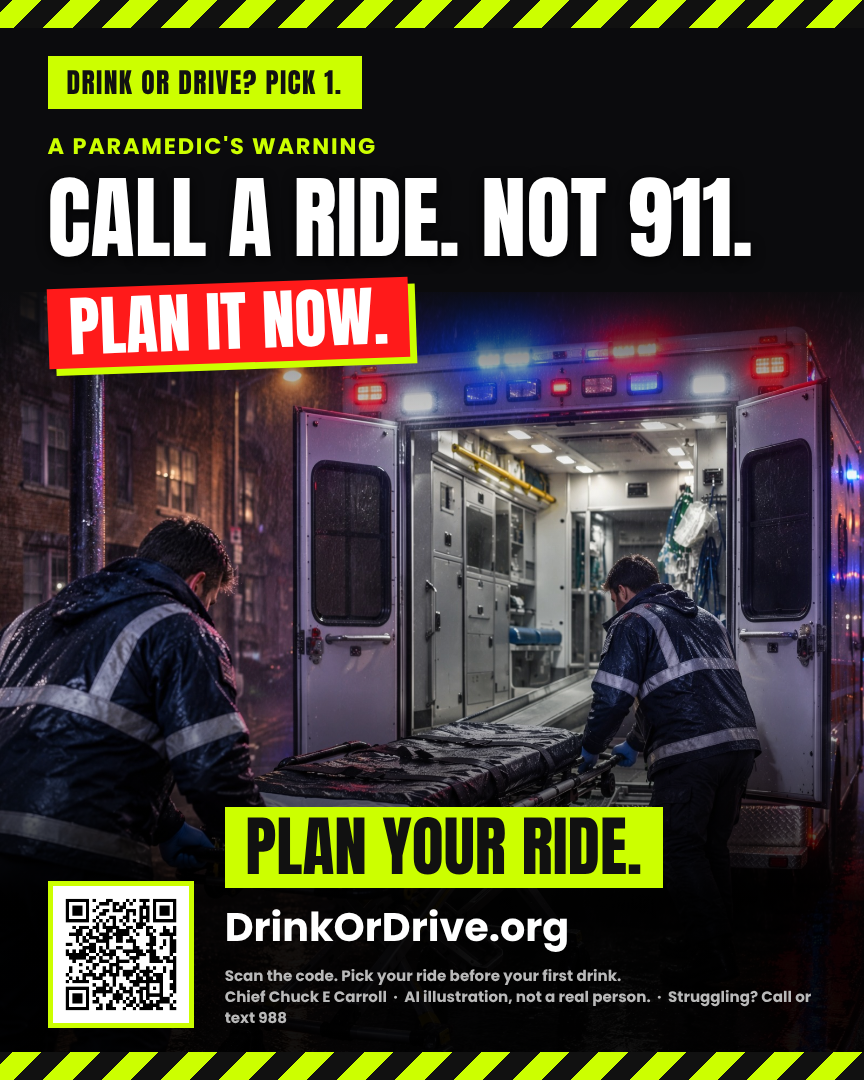 DRINK OR DRIVE? PICK 1.
A PARAMEDIC'S WARNING
CALL A RIDE. NOT 911.
PLAN IT NOW.
PLAN YOUR RIDE.
DrinkOrDrive.org
Scan the code. Pick your ride before your first drink.
Chief Chuck E Carroll · AI illustration, not a real person. · Struggling? Call or
text 988